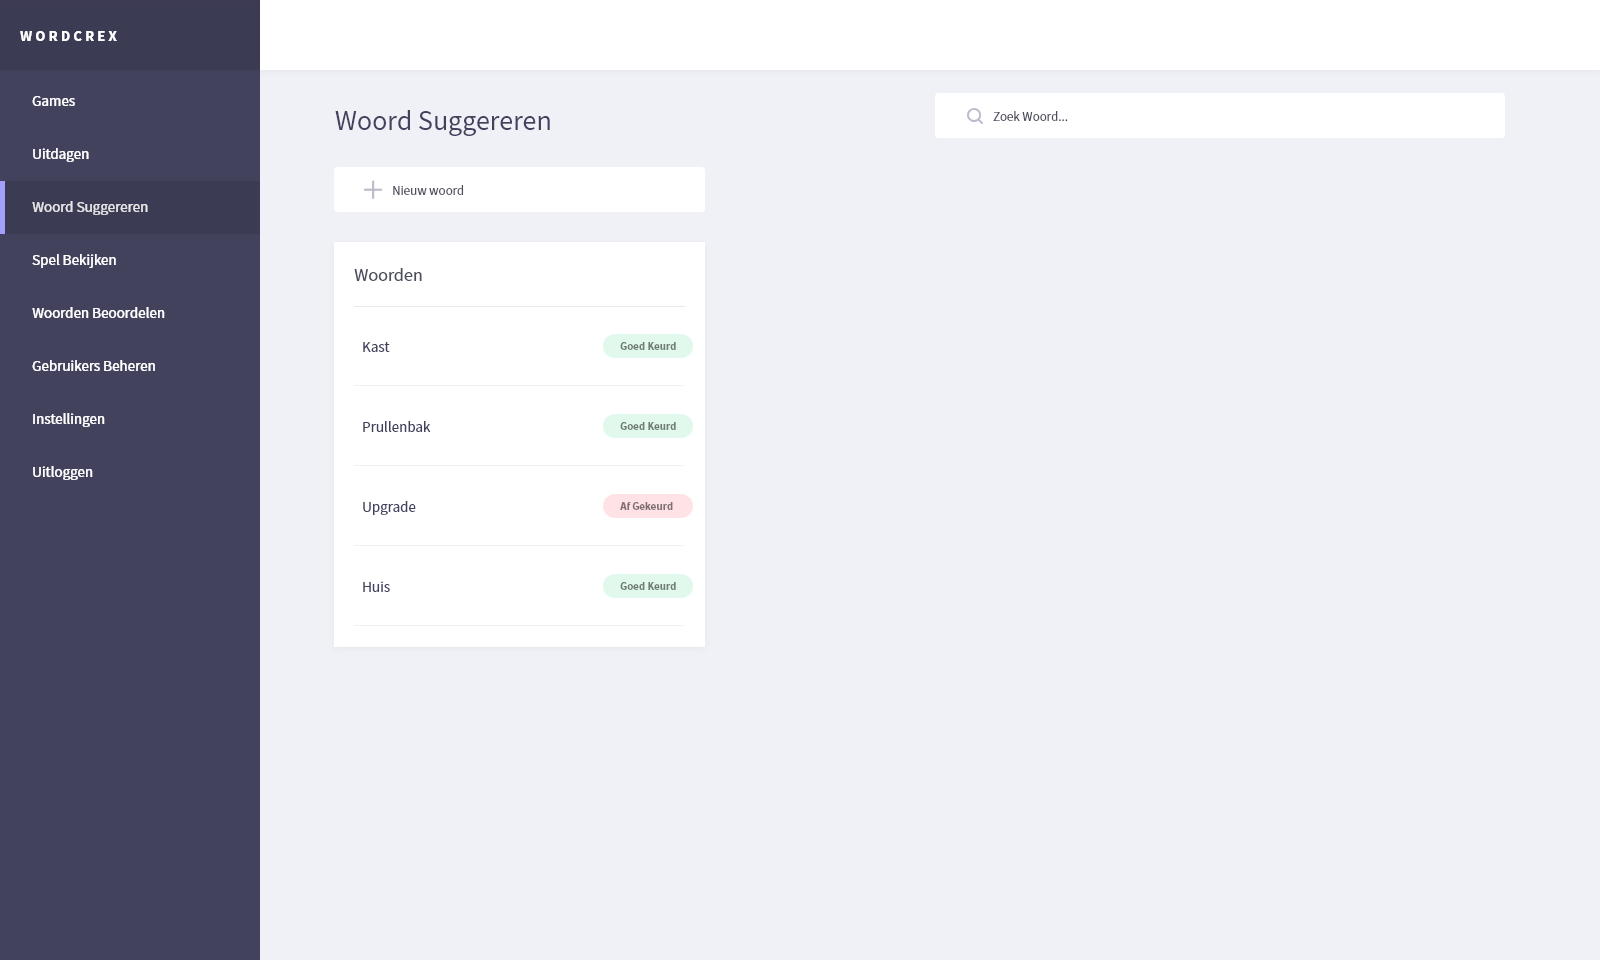 WORDCREX
Games
Uitdagen
Woord Suggereren
Spel Bekijken
Woorden Beoordelen
Gebruikers Beheren
Instellingen
Uitloggen
Woord Suggereren
Zoek Woord...
Nieuw woord
Woorden
Kast Goed Keurd
Prullenbak Goed Keurd
Upgrade Af Gekeurd
Huis Goed Keurd